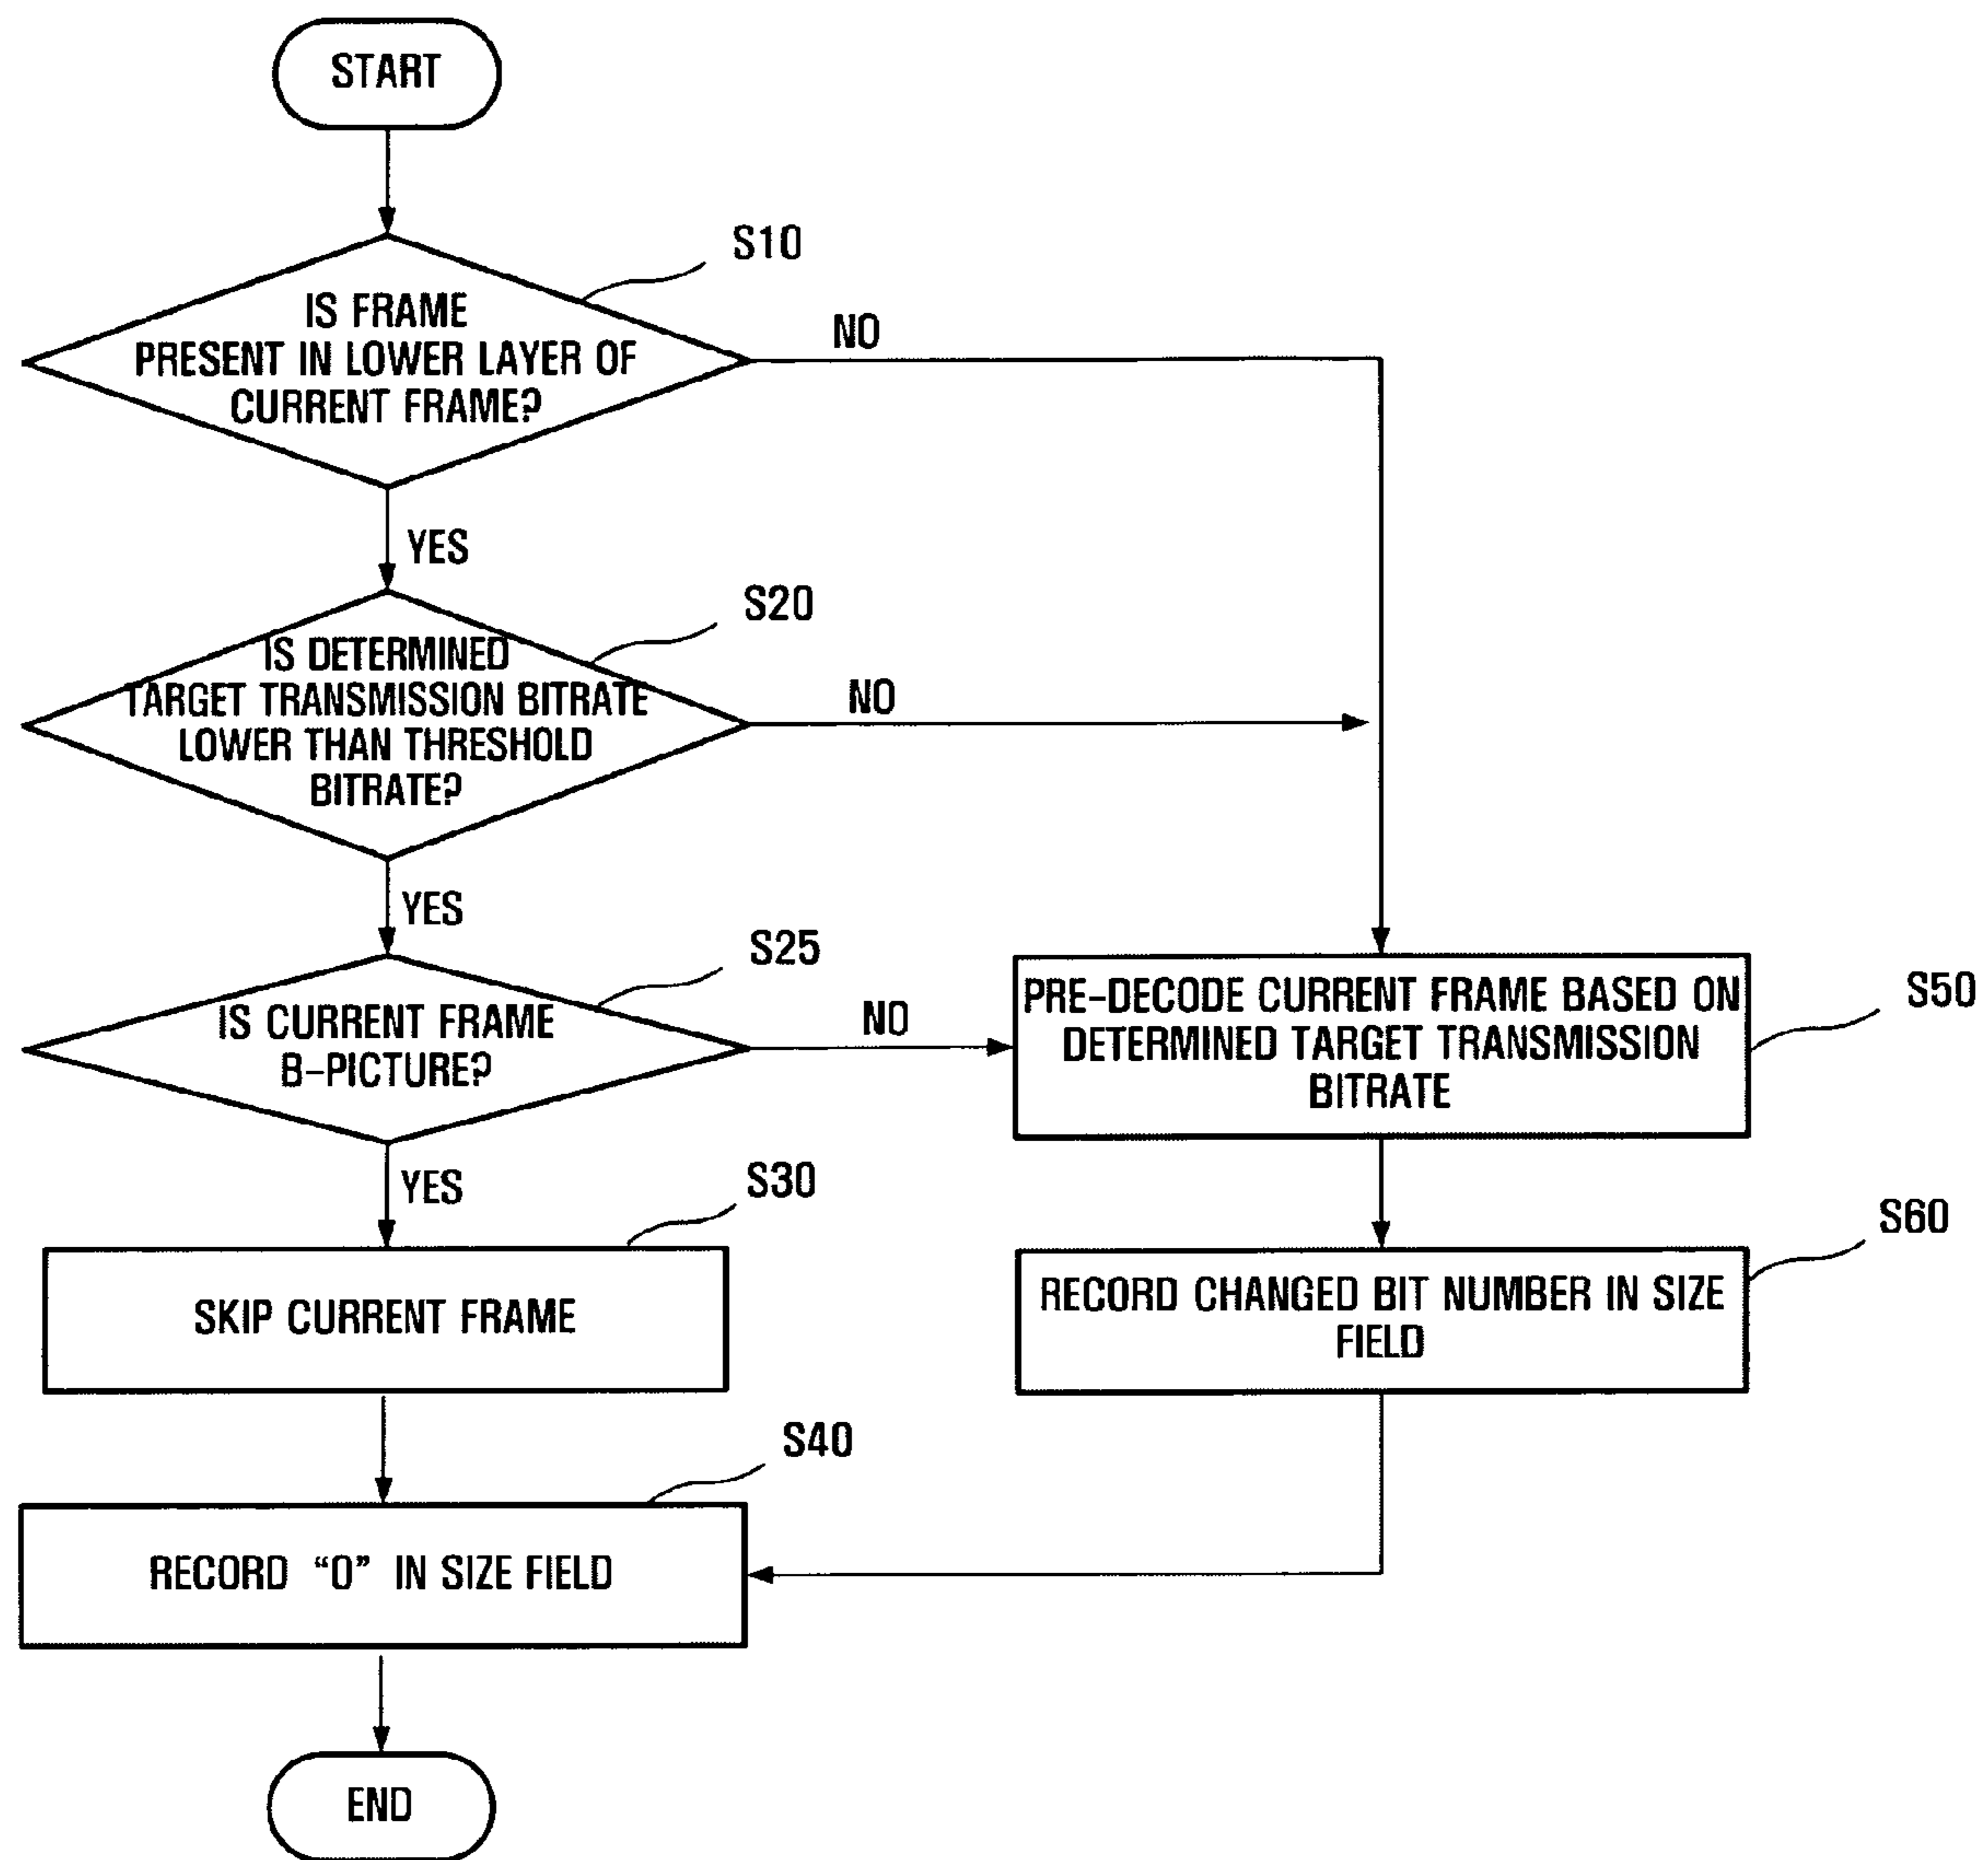 START
S10
IS FRAME
PRESENT IN LOWER LAYER OF
CURRENT FRAME?
NO
YES
S20
IS DETERMINED
TARGET TRANSMISSION BITRATE
LOWER THAN THRESHOLD
BITRATE?
NO
YES
S25
IS CURRENT FRAME
B-PICTURE?
NO
S50
PRE-DECODE CURRENT FRAME BASED ON
DETERMINED TARGET TRANSMISSION
BITRATE
YES
S30
SKIP CURRENT FRAME
S60
RECORD CHANGED BIT NUMBER IN SIZE
FIELD
S40
RECORD “0” IN SIZE FIELD
END